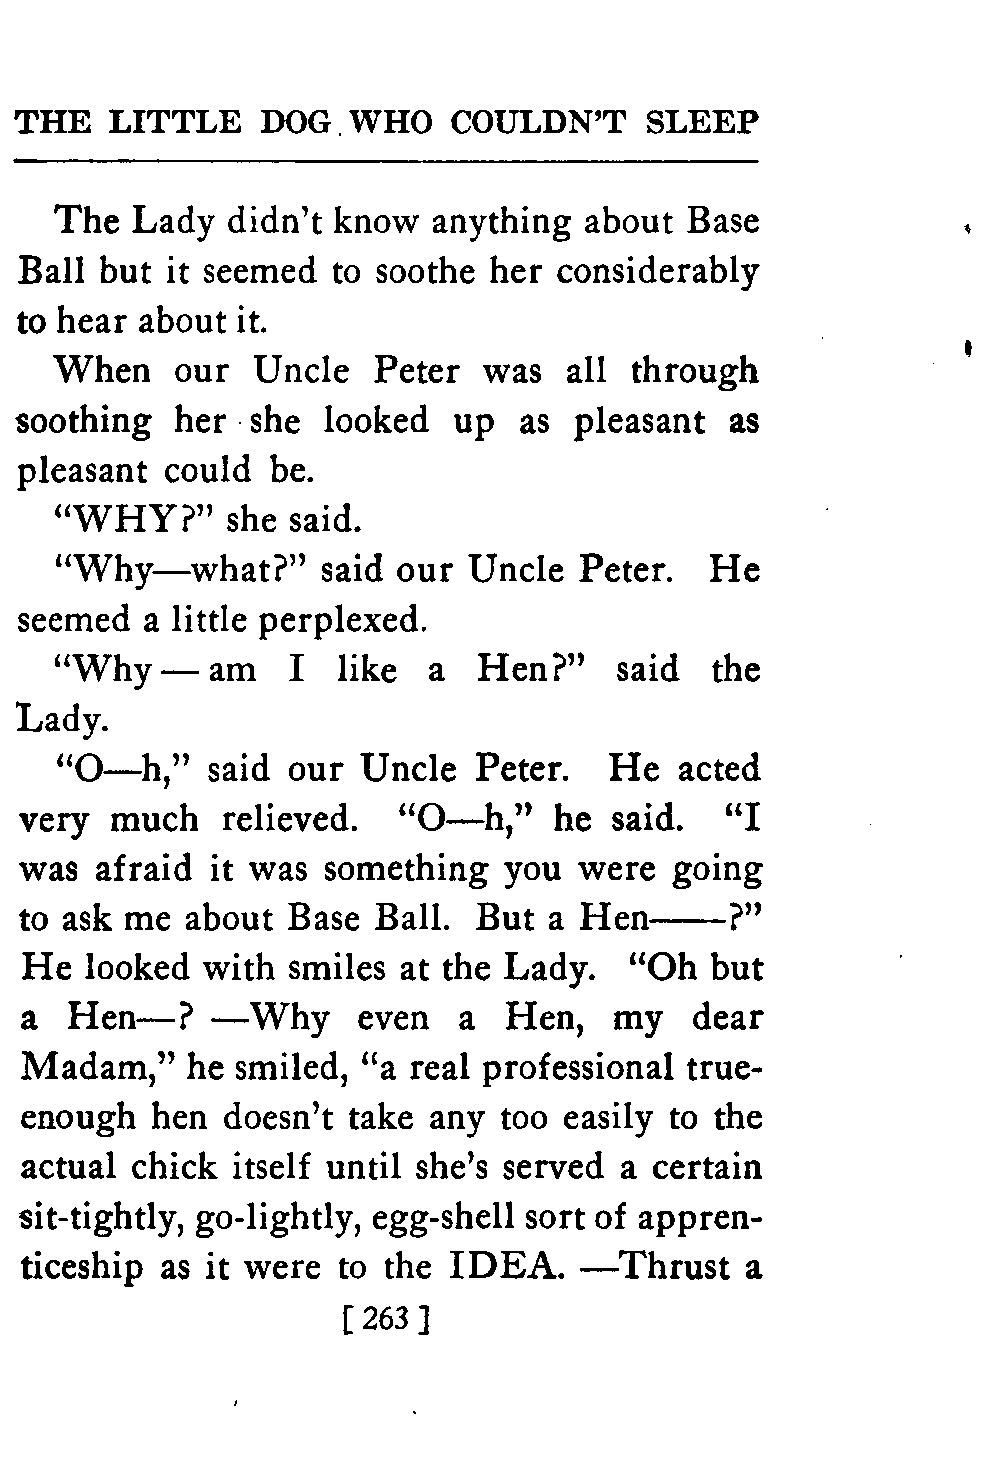 THE LITTLE DOG WHO COULDN'T SLEEP
The Lady didn't know anything about Base
Ball but it seemed to soothe her considerably
to hear about it.
When our Uncle Peter was all through
soothing her she looked up as pleasant as
pleasant could be.
“WHY?” she said.
“Why—what?” said our Uncle Peter. He
seemed a little perplexed.
“Why — am I like a Hen?” said the
Lady.
“O—h,” said our Uncle Peter. He acted
very much relieved. “O—h,” he said. “I
was afraid it was something you were going
to ask me about Base Ball. But a Hen——?”
He looked with smiles at the Lady. “Oh but
a Hen—? —Why even a Hen, my dear
Madam,” he smiled, “a real professional true-
enough hen doesn't take any too easily to the
actual chick itself until she's served a certain
sit-tightly, go-lightly, egg-shell sort of appren-
ticeship as it were to the IDEA. —Thrust a
[ 263 ]